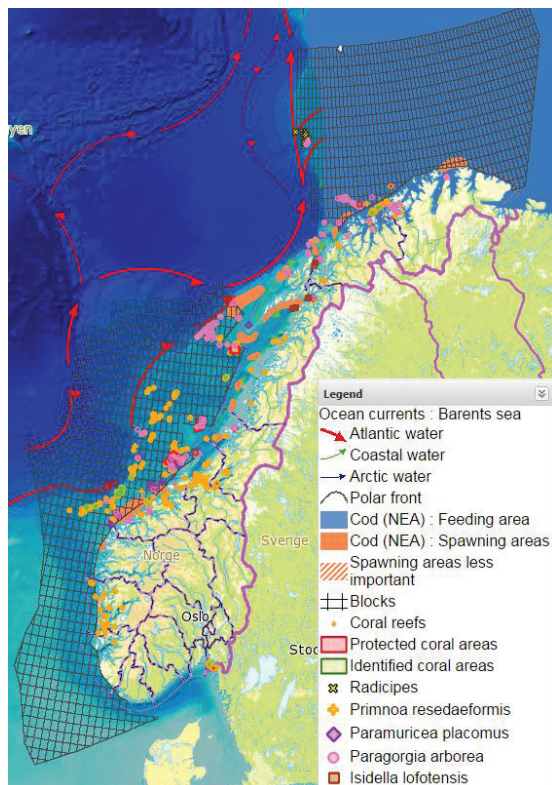 yen
Norge
Sverige
Oslo
Stoc
Legend
Ocean currents : Barents sea
Atlantic water
Coastal water
Arctic water
Polar front
Cod (NEA) : Feeding area
Cod (NEA) : Spawning areas
Spawning areas less
important
Blocks
Coral reefs
Protected coral areas
Identified coral areas
Radicipes
Primnoa resedaeformis
Paramuricea placomus
Paragorgia arborea
Isidella lofotensis